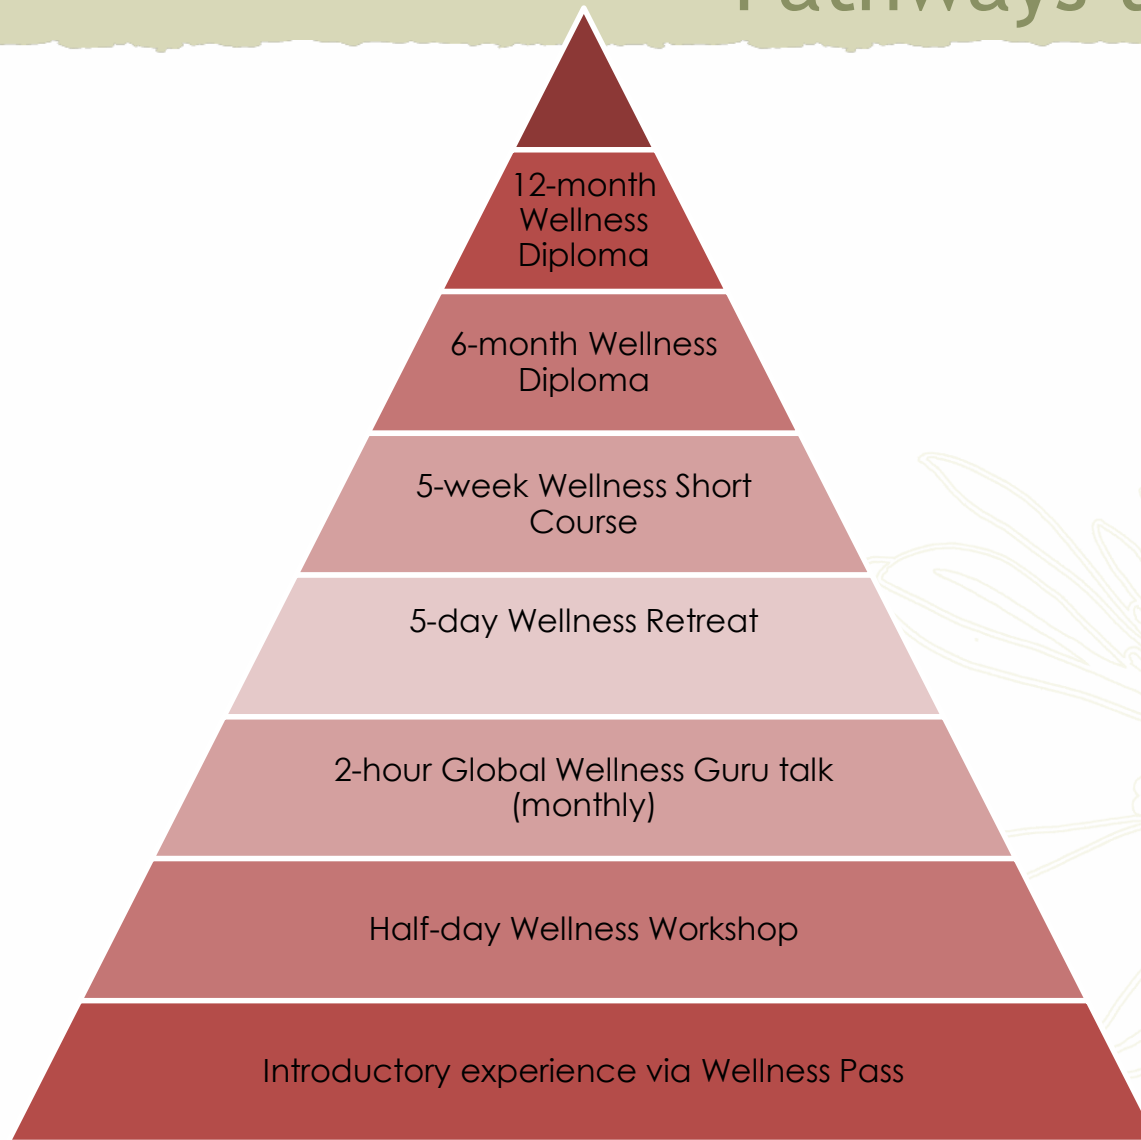 Pathways
12-month
Wellness
Diploma
6-month Wellness
Diploma
5-week Wellness Short
Course
5-day Wellness Retreat
2-hour Global Wellness Guru talk
(monthly)
Half-day Wellness Workshop
Introductory experience via Wellness Pass